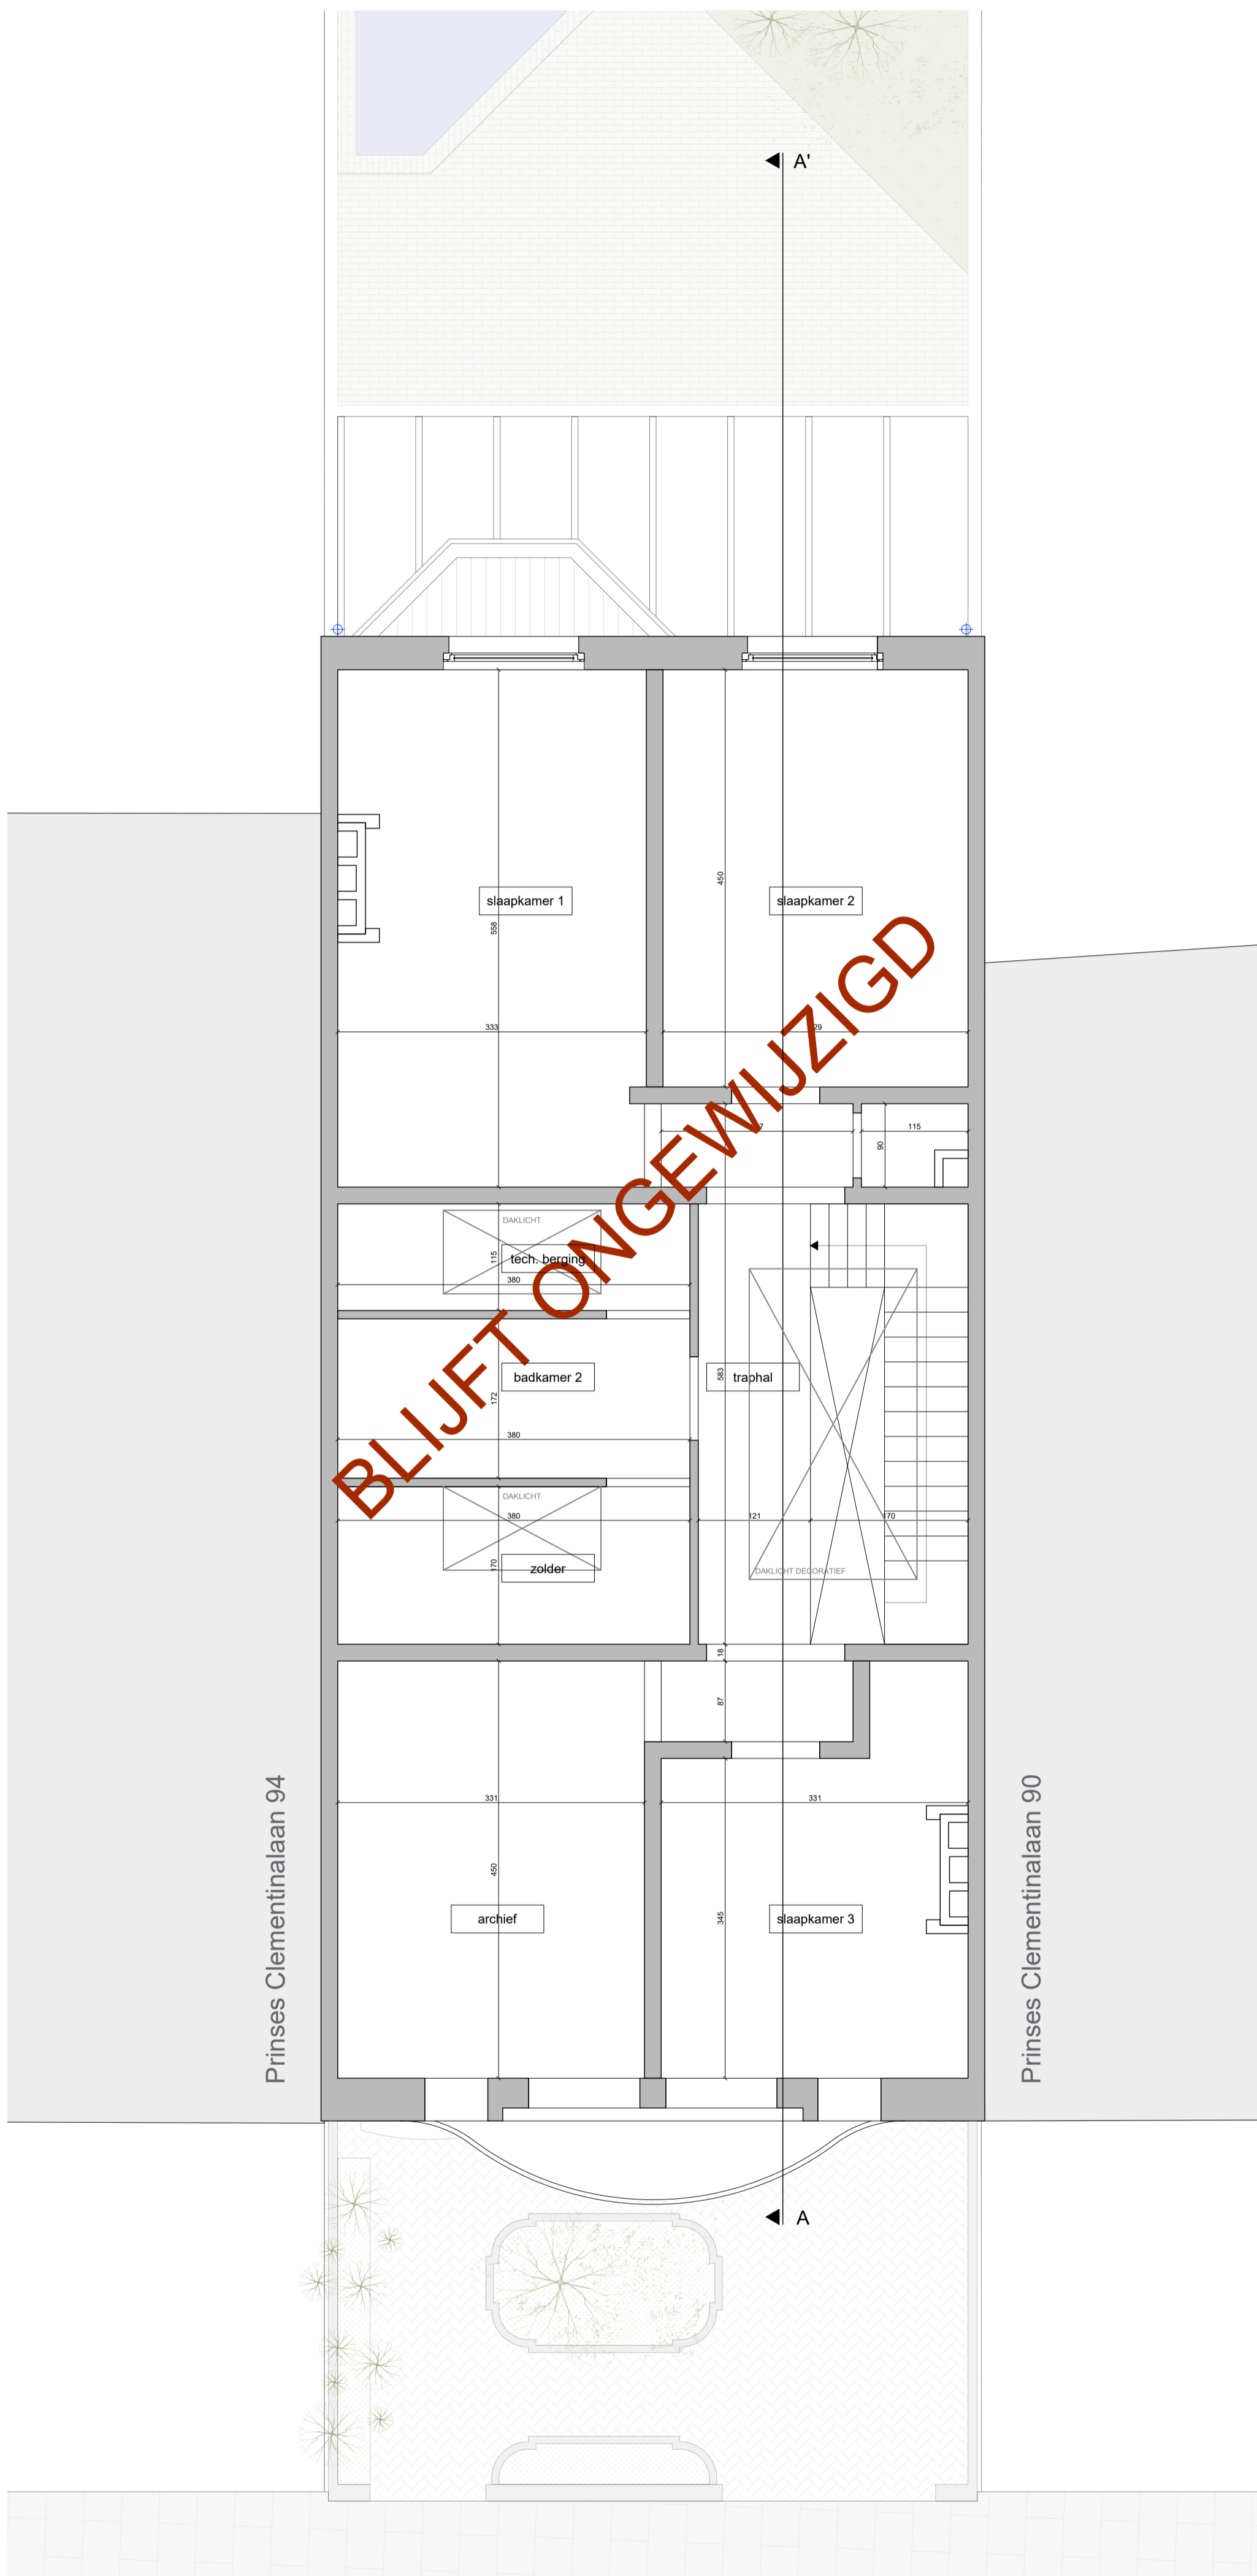 A'
slaapkamer 1
slaapkamer 2
558
450
333
115
90
DAKLICHT
tech. berging
115
380
badkamer 2
traphal
172
583
380
DAKLICHT
380
121
170
zolder
170
DAKLICHT DECORATIEF
18
87
331
331
450
345
archief
slaapkamer 3
BLIJFT ONGEWIJZIGD
Prinses Clementinalaan 94
Prinses Clementinalaan 90
A